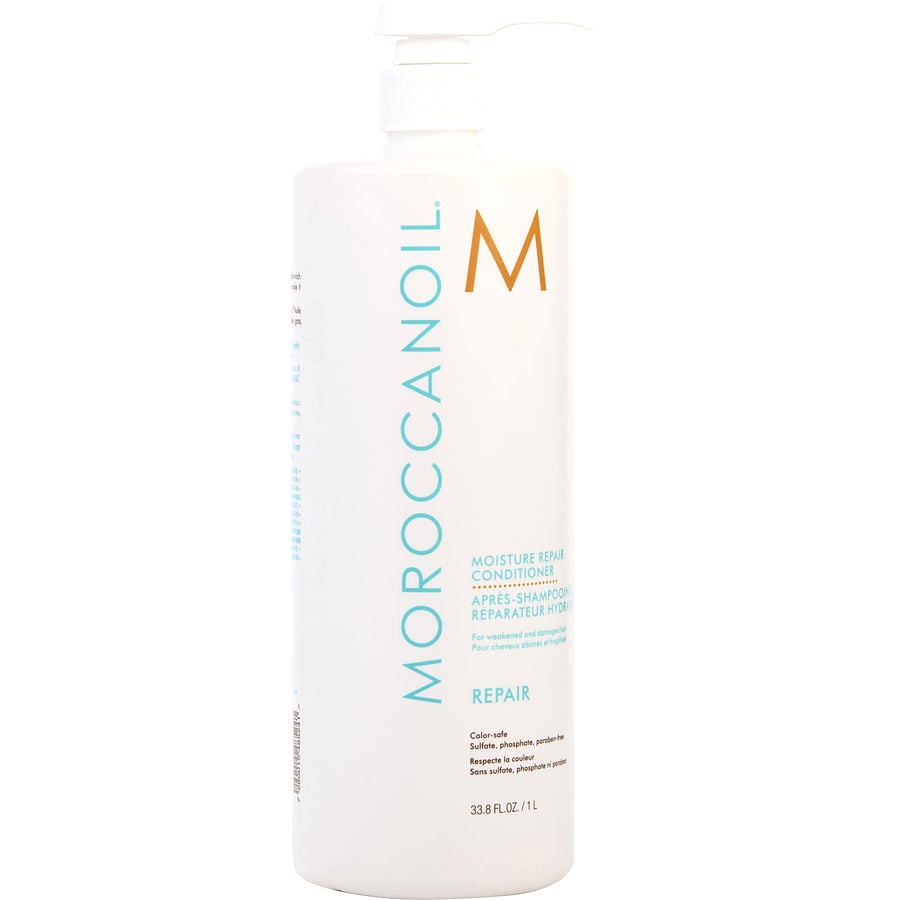 MOROCCANOIL®
M
MOISTURE REPAIR
CONDITIONER
APRÈS-SHAMPOOIN
RÉPARATEUR HYDRA
For weakened and damaged hair
Pour cheveux abîmés et fragilisés
REPAIR
Color-safe
Sulfate, phosphate, paraben-free
Respecte la couleur
Sans sulfate, phosphate ni paraben
33.8 FL.OZ. / 1 L